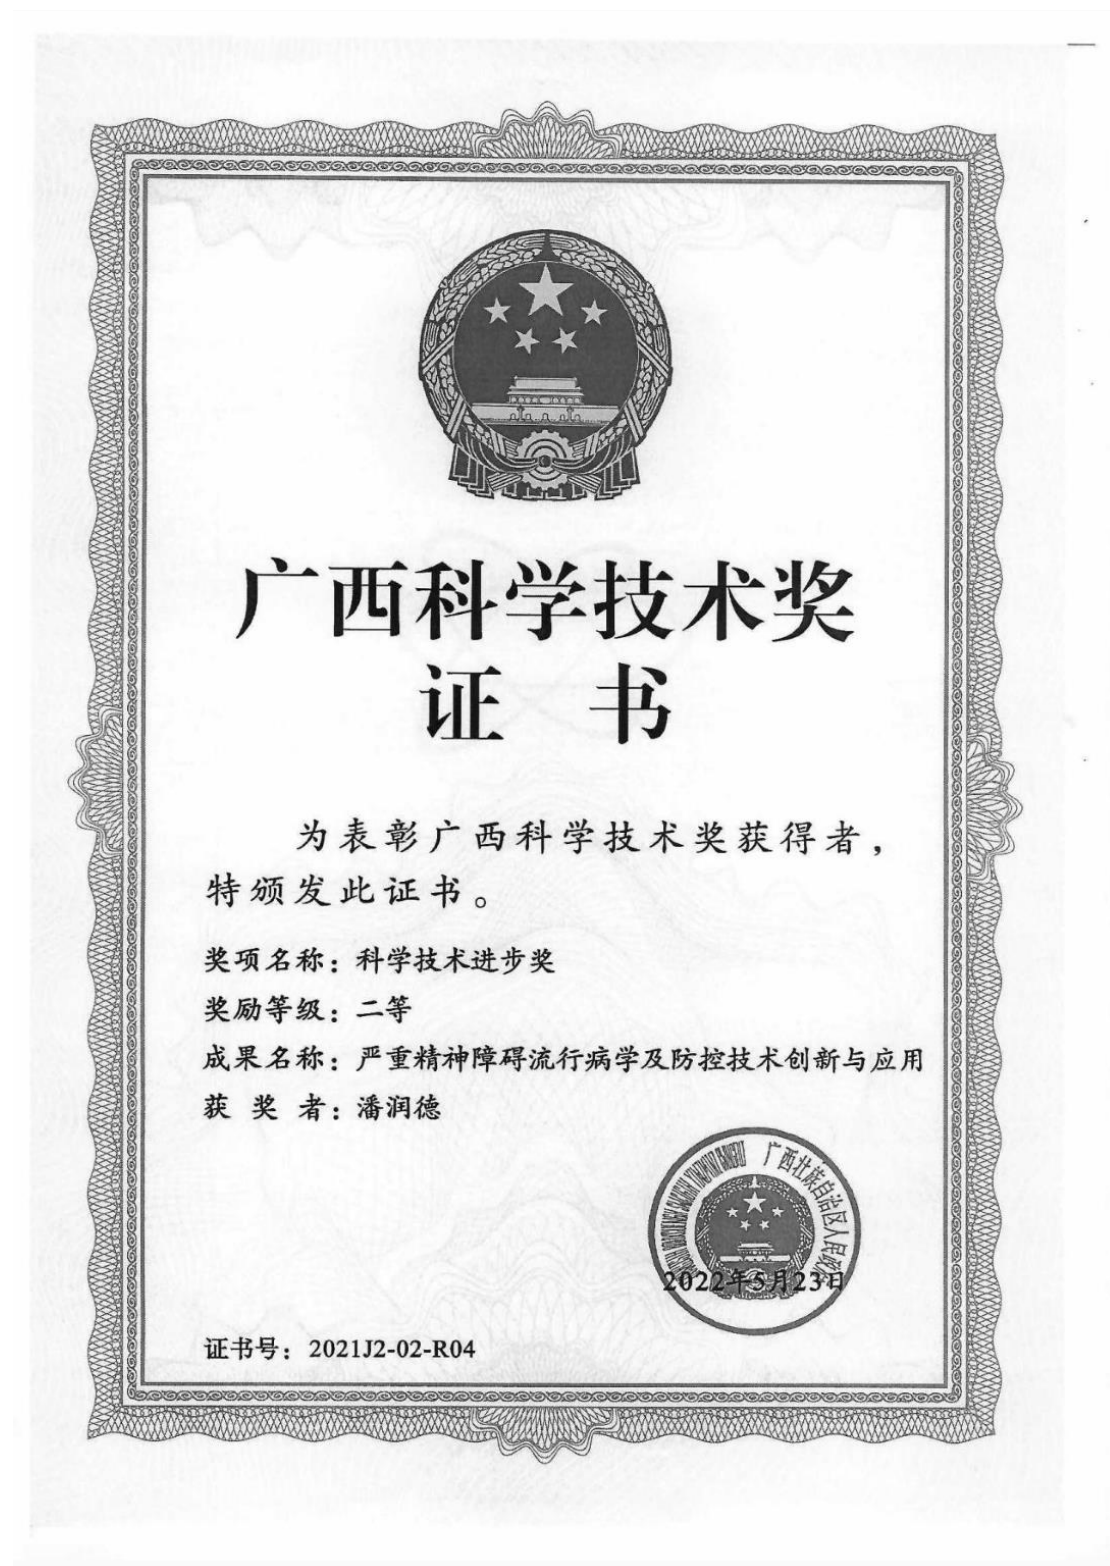 广西科学技术奖
证 书
为表彰广西科学技术奖获得者，
特颁发此证书。
奖项名称：科学技术进步奖
奖励等级：二等
成果名称：严重精神障碍流行病学及防控技术创新与应用
获 奖 者：潘润德
广西壮族自治区人民政府
2022年5月23日
证书号：2021J2-02-R04